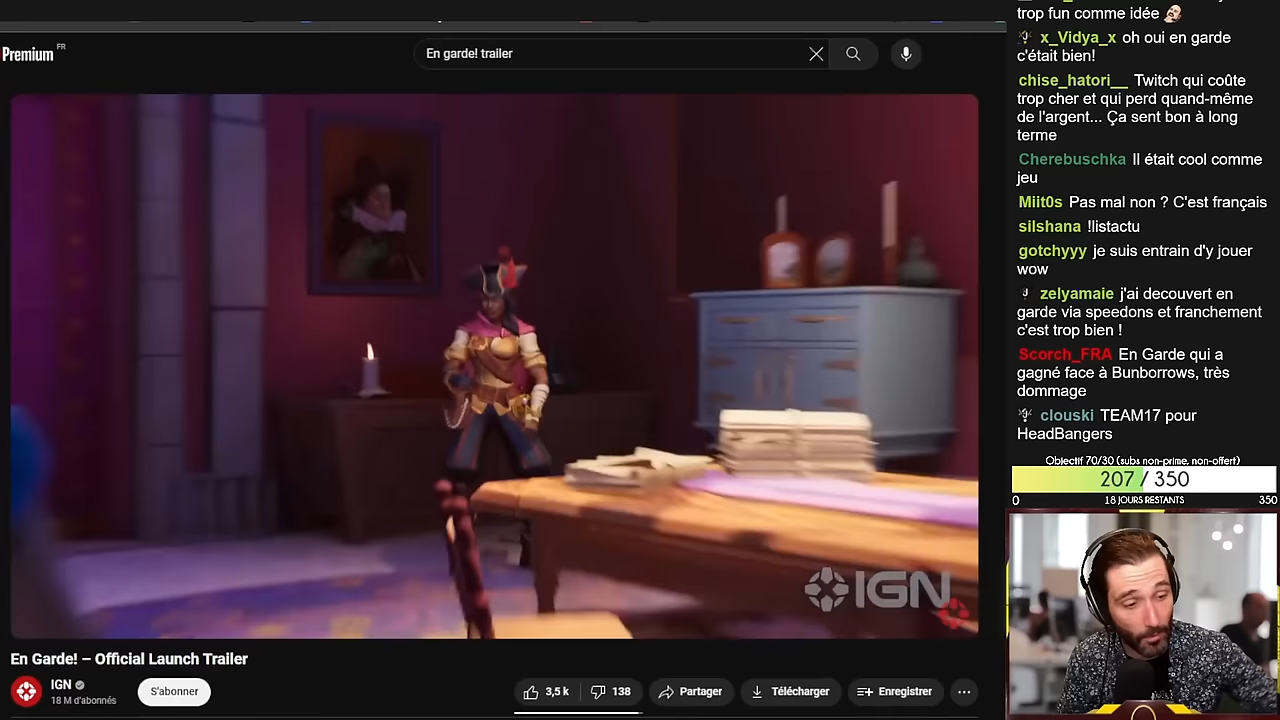 Premium FR
En garde! trailer
IGN
En Garde! – Official Launch Trailer
IGN
18 M d'abonnés
S'abonner
3,5 k
138
Partager
Télécharger
Enregistrer
trop fun comme idée
x_Vidya_x oh oui en garde
c'était bien!
chise_hatori__ Twitch qui coûte
trop cher et qui perd quand-même
de l'argent... Ça sent bon à long
terme
Cherebuschka Il était cool comme
jeu
Miit0s Pas mal non ? C'est français
silshana !listactu
gotchyyy je suis entrain d'y jouer
wow
zelyamaie j'ai decouvert en
garde via speedons et franchement
c'est trop bien !
Scorch_FRA En Garde qui a
gagné face à Bunborrows, très
dommage
clouski TEAM17 pour
HeadBangers
Objectif 70/30 (subs non-prime, non-offert)
207 / 350
0 18 JOURS RESTANTS 350